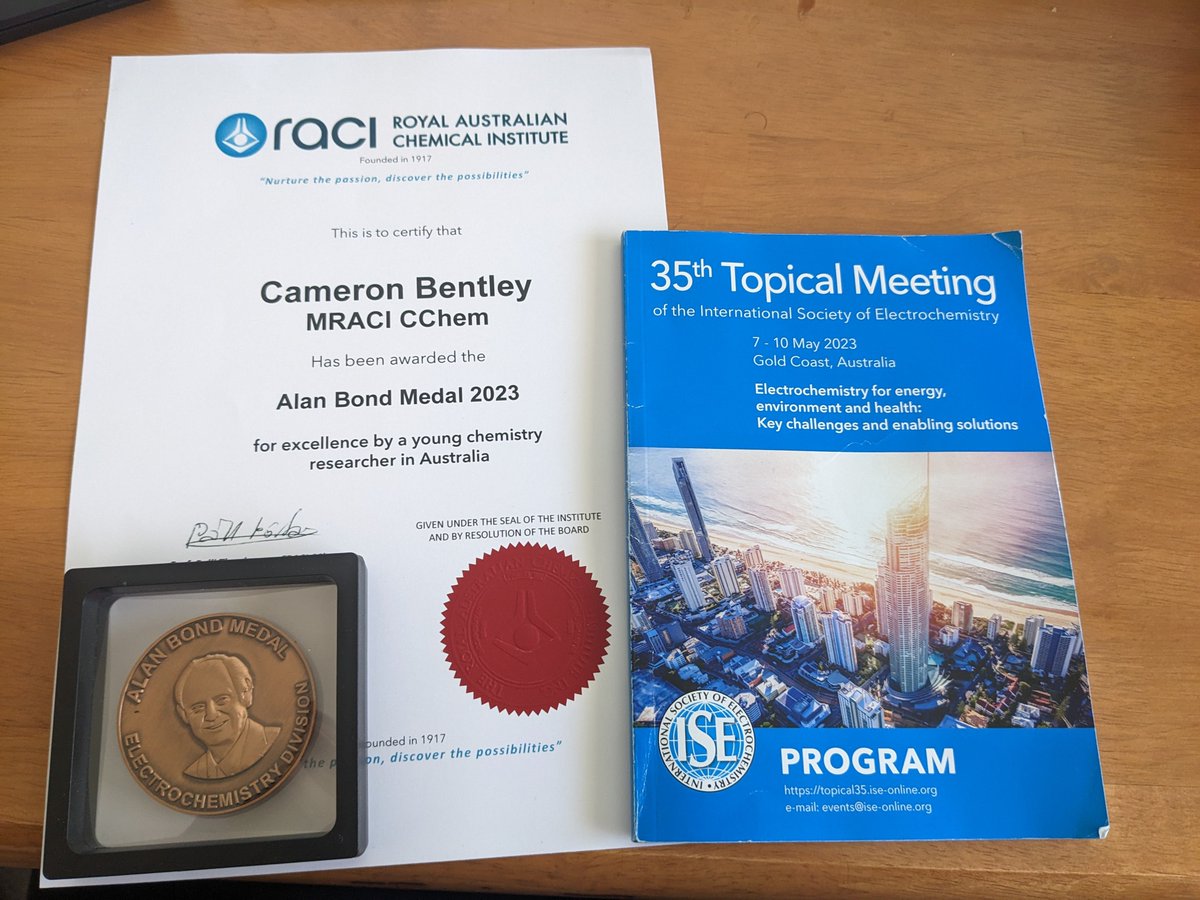 raci ROYAL AUSTRALIAN
CHEMICAL INSTITUTE
Founded in 1917
"Nurture the passion, discover the possibilities"
This is to certify that
Cameron Bentley
MRACI CChem
Has been awarded the
Alan Bond Medal 2023
for excellence by a young chemistry
researcher in Australia
GIVEN UNDER THE SEAL OF THE INSTITUTE
AND BY RESOLUTION OF THE BOARD
ounded in 1917
the passion, discover the possibilities"
ALAN BOND MEDAL
ELECTROCHEMISTRY DIVISION
35th Topical Meeting
of the International Society of Electrochemistry
7 - 10 May 2023
Gold Coast, Australia
Electrochemistry for energy,
environment and health:
Key challenges and enabling solutions
INTERNATIONAL SOCIETY OF ELECTROCHEMISTRY
ISE
PROGRAM
https://topical35.ise-online.org
e-mail: events@ise-online.org